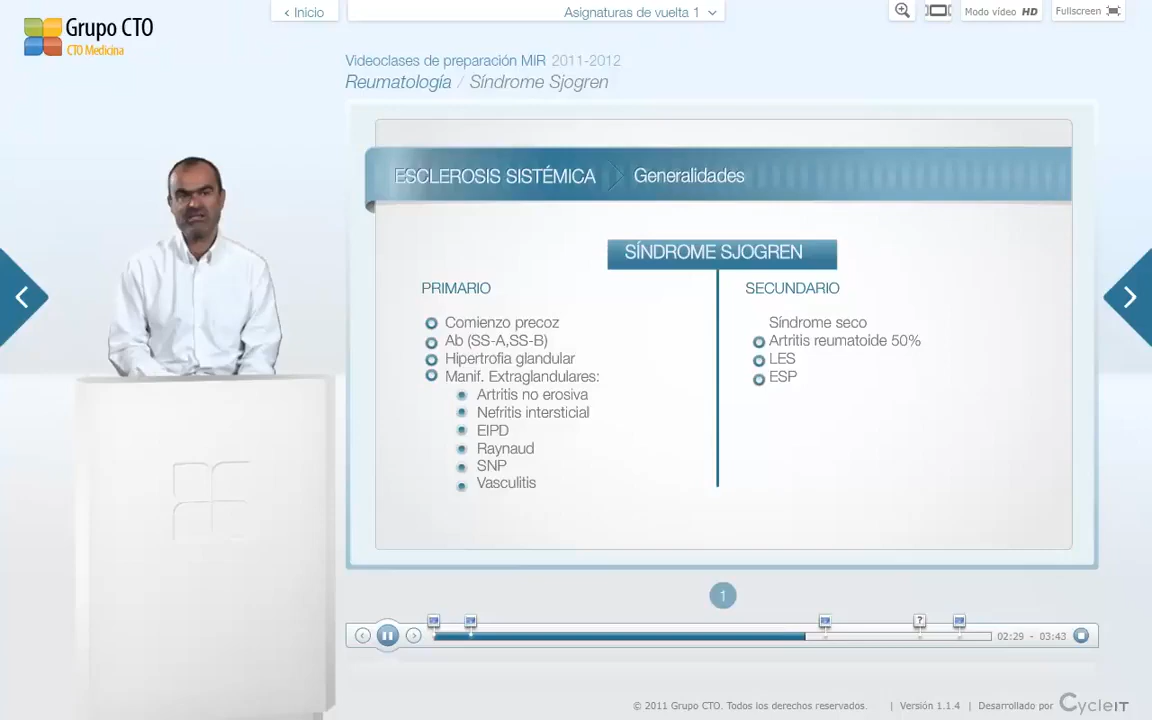 Grupo CTO
CTO Medicina
‹ Inicio
Asignaturas de vuelta 1
Modo vídeo HD
Fullscreen
Videoclases de preparación MIR 2011-2012
Reumatología / Síndrome Sjogren
ESCLEROSIS SISTÉMICA Generalidades
SÍNDROME SJOGREN
PRIMARIO
Comienzo precoz
Ab (SS-A,SS-B)
Hipertrofia glandular
Manif. Extraglandulares:
Artritis no erosiva
Nefritis intersticial
EIPD
Raynaud
SNP
Vasculitis
SECUNDARIO
Síndrome seco
Artritis reumatoide 50%
LES
ESP
1
?
02:29 - 03:43
© 2011 Grupo CTO. Todos los derechos reservados. | Versión 1.1.4 | Desarrollado por CycleIT